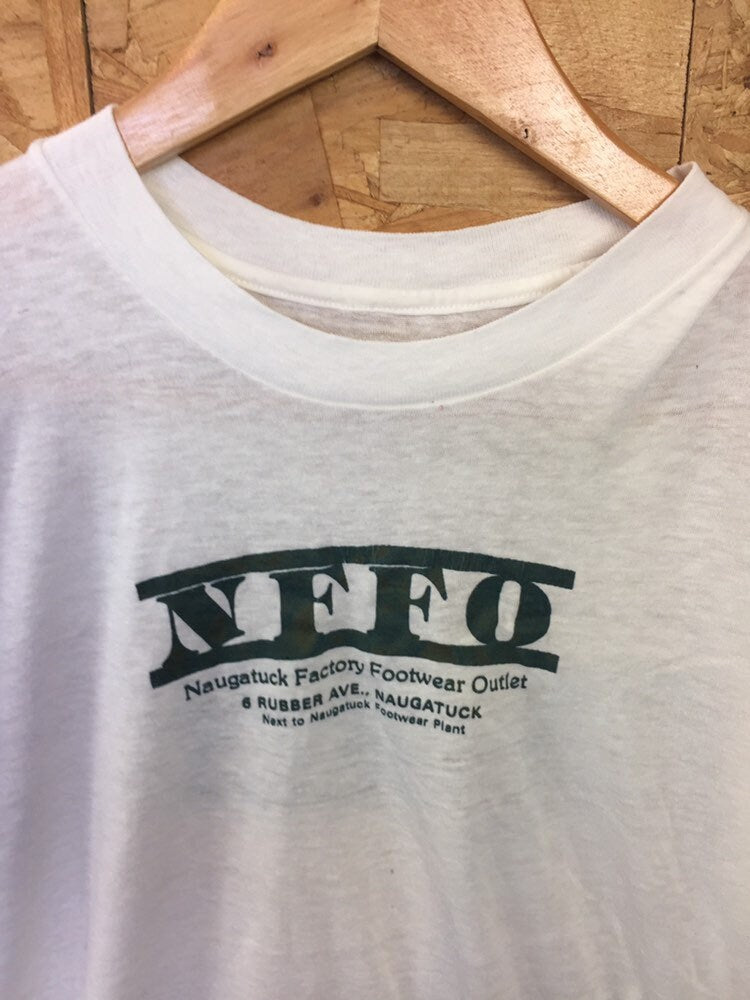 NFFO
Naugatuck Factory Footwear Outlet
6 RUBBER AVE., NAUGATUCK
Next to Naugatuck Footwear Plant